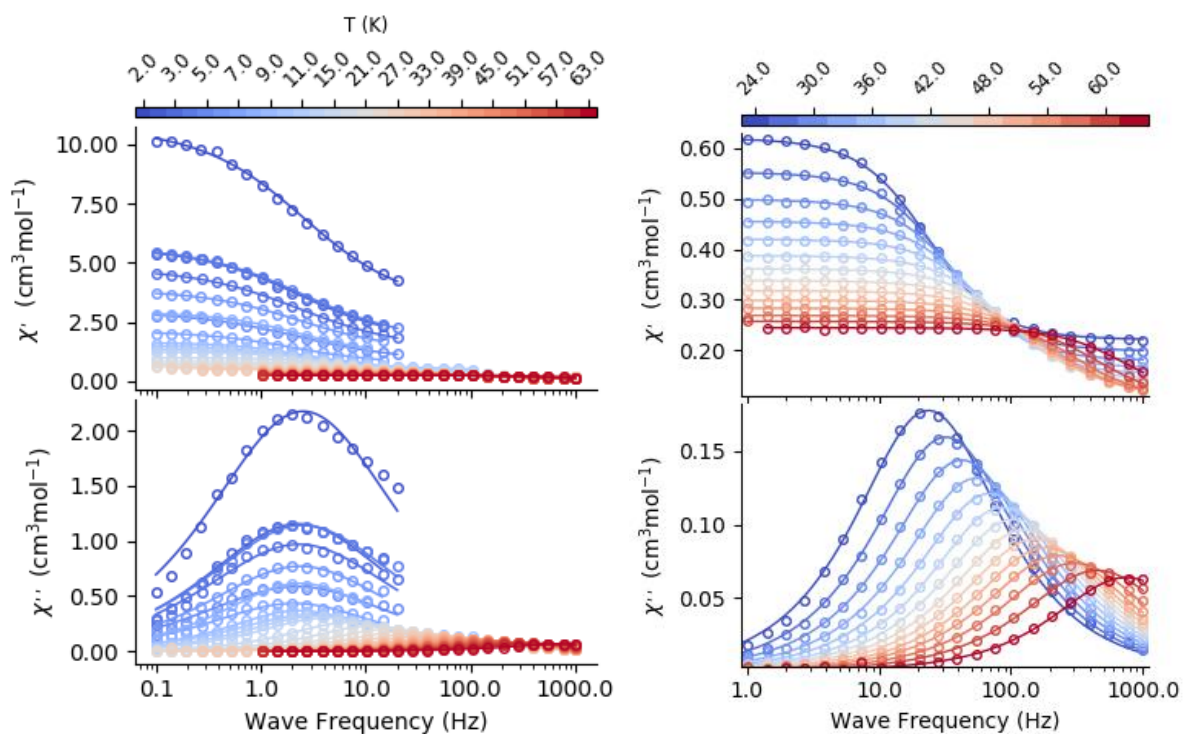 T (K)
2.0 3.0 5.0 7.0 9.0 11.0 15.0 21.0 27.0 33.0 39.0 45.0 51.0 57.0 63.0
10.00
7.50
5.00
2.50
0.00
χ' (cm³mol⁻¹)
2.00
1.50
1.00
0.50
0.00
χ'' (cm³mol⁻¹)
0.1 1.0 10.0 100.0 1000.0
Wave Frequency (Hz)
24.0 30.0 36.0 42.0 48.0 54.0 60.0
0.60
0.50
0.40
0.30
0.20
χ' (cm³mol⁻¹)
0.15
0.10
0.05
χ'' (cm³mol⁻¹)
1.0 10.0 100.0 1000.0
Wave Frequency (Hz)